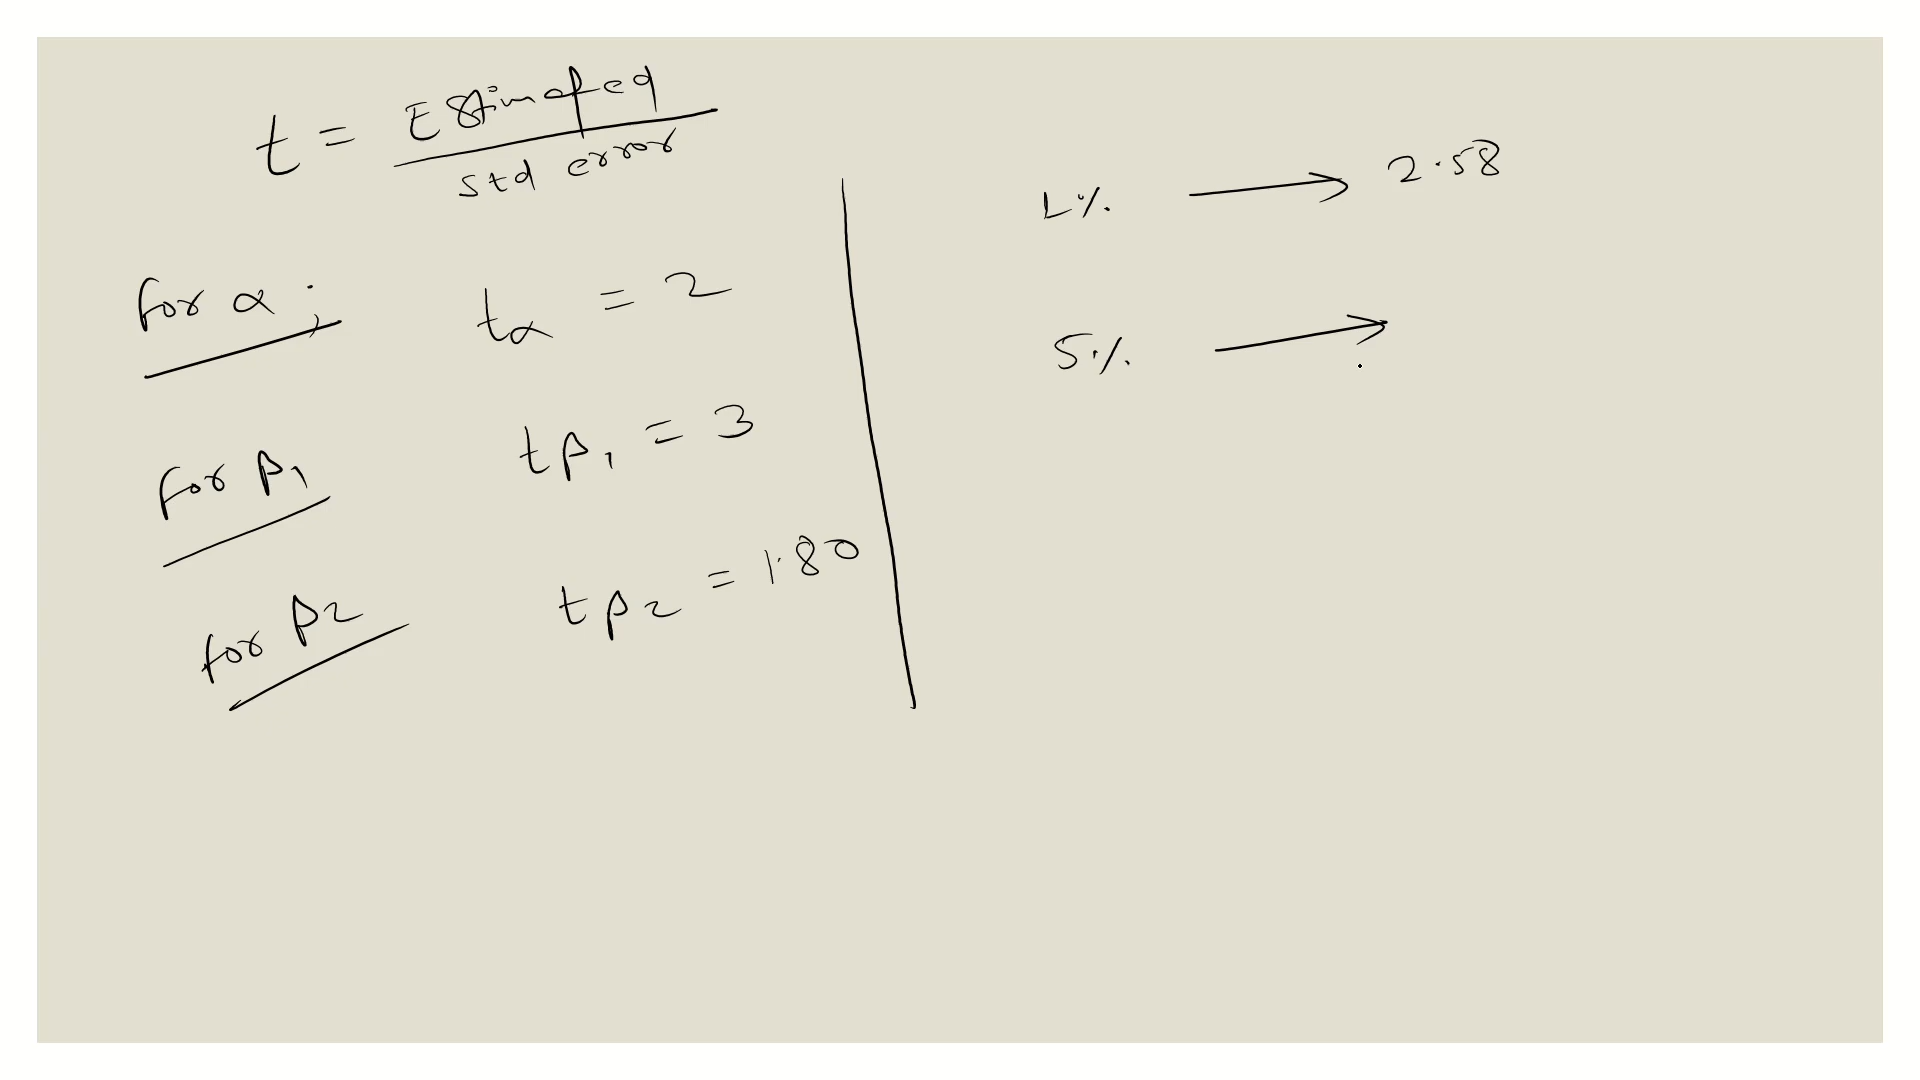 t = Estimated / std error
for α ; tα = 2
for β1 tβ1 = 3
for β2 tβ2 = 1.80
1% → 2.58
5% →